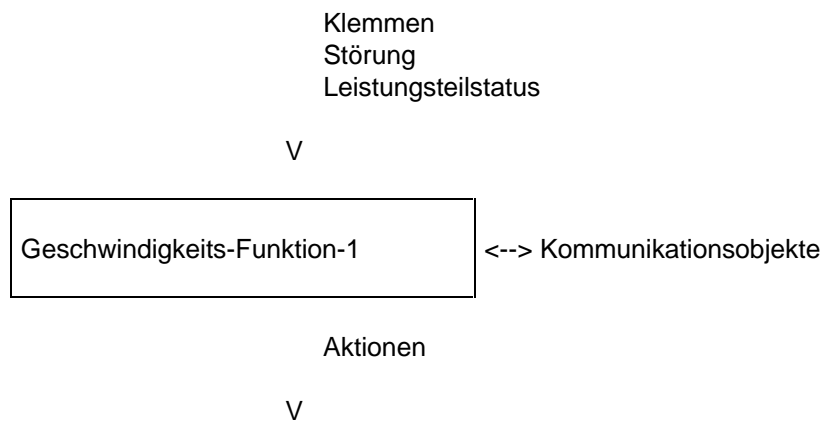 Klemmen
Störung
Leistungsteilstatus
V
Geschwindigkeits-Funktion-1 <--> Kommunikationsobjekte
Aktionen
V